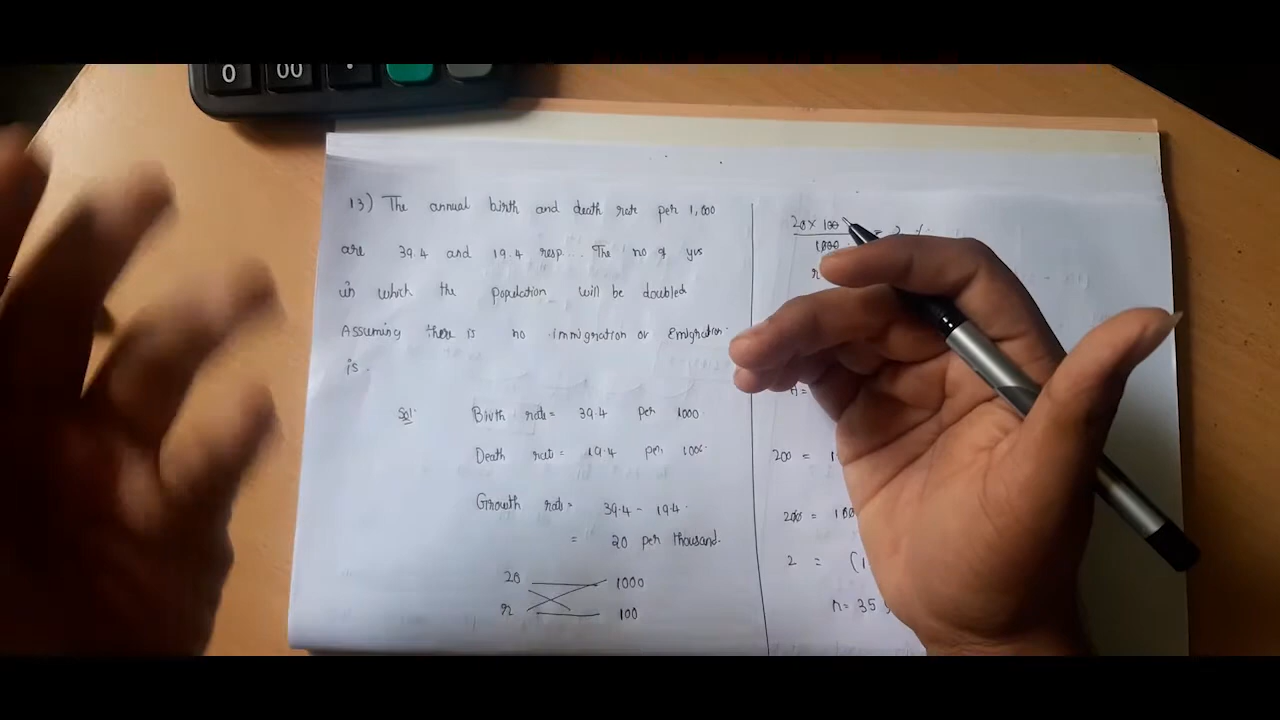 0 00 .
13) The annual birth and death rate per 1,000
are 39.4 and 19.4 resp... The no of yrs
in which the population will be doubled
Assuming there is no immigration or Emigration.
is.
Sol:
Birth rate = 39.4 per 1000
Death rate = 19.4 per 1000.
Growth rate = 39.4 - 19.4.
= 20 per thousand.
20 1000
r 100
20 x 100
1000
= 2 %
r
n =
200 =
200 = 100
2 = (1
n = 35